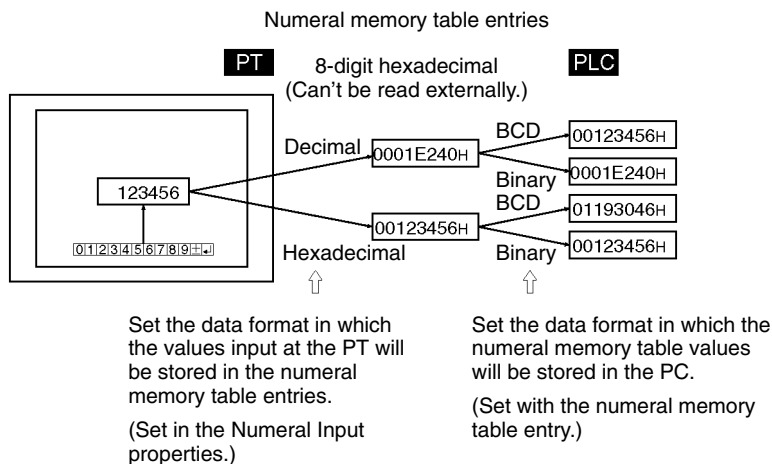 Numeral memory table entries
PT
8-digit hexadecimal
(Can't be read externally.)
PLC
Decimal
0001E240H
BCD
00123456H
Binary
0001E240H
123456
BCD
01193046H
00123456H
Binary
00123456H
0123456789±↵
Hexadecimal
Set the data format in which
the values input at the PT will
be stored in the numeral
memory table entries.
(Set in the Numeral Input
properties.)
Set the data format in which the
numeral memory table values
will be stored in the PC.
(Set with the numeral memory
table entry.)